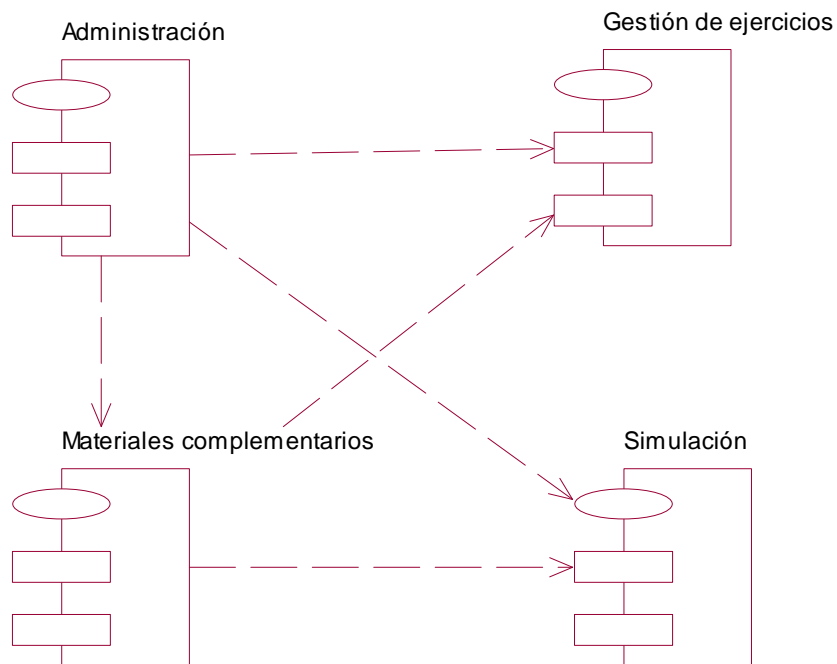 Administración
Gestión de ejercicios
Materiales complementarios
Simulación